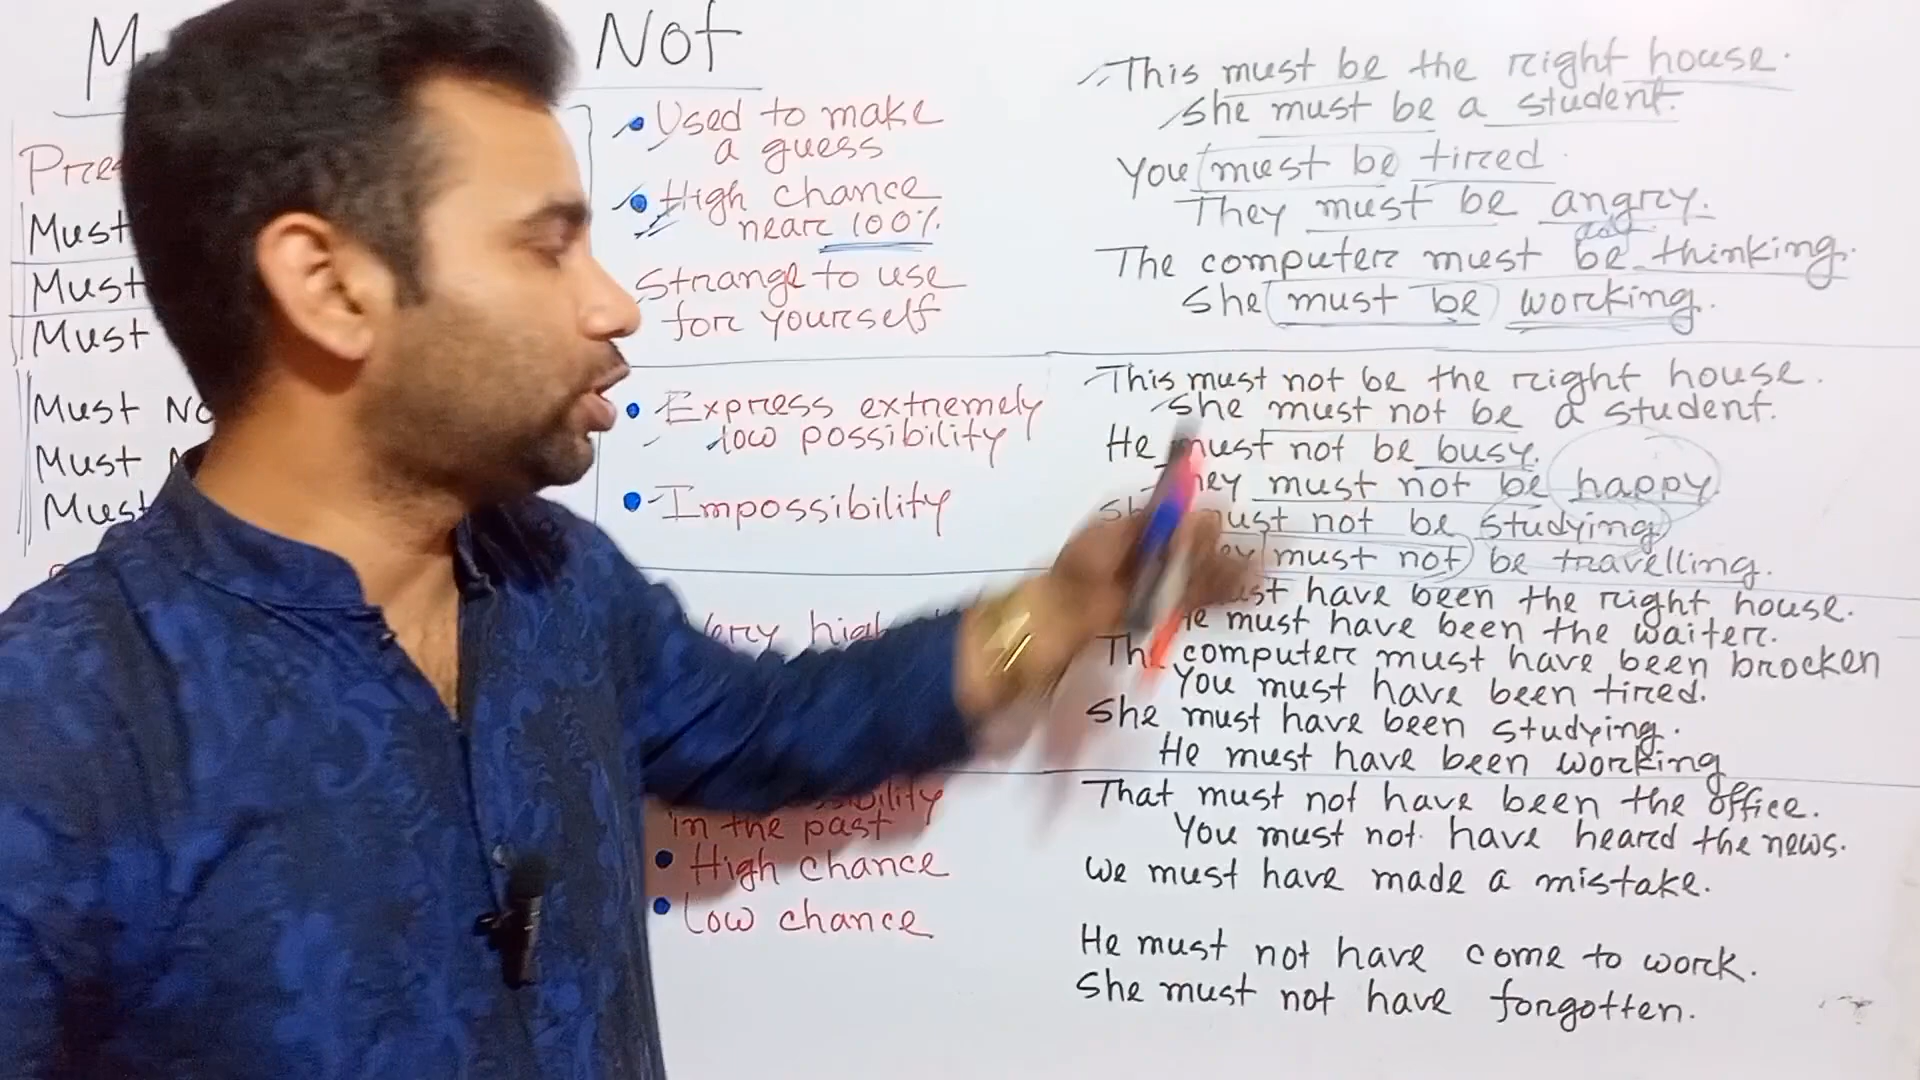 Not
Must
Must
Must
Must
Must
Must
• Used to make
a guess
• High chance
near 100%.
Strange to use
for yourself
• Express extremely
low possibility
• Impossibility
Very
in the past
• High chance
• Low chance
This must be the right house.
She must be a student.
You must be tired
They must be angry.
The computer must be thinking.
She must be working.
This must not be the right house.
She must not be a student.
He must not be busy.
must not be happy
must not be studying
must not be travelling.
have been the right house.
He must have been the waiter.
The computer must have been brocken
You must have been tired.
She must have been studying.
He must have been working
That must not have been the office.
You must not have heard the news.
We must have made a mistake.
He must not have come to work.
She must not have forgotten.